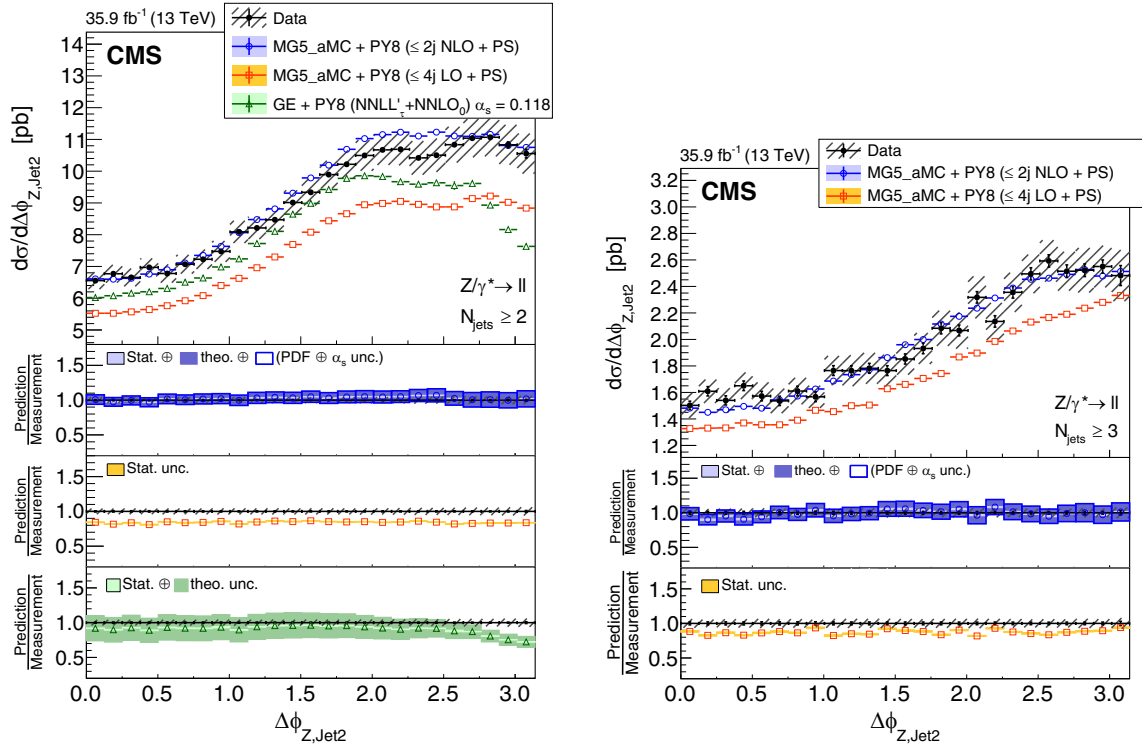 35.9 fb⁻¹ (13 TeV)
CMS
Data
MG5_aMC + PY8 (≤ 2j NLO + PS)
MG5_aMC + PY8 (≤ 4j LO + PS)
GE + PY8 (NNLL'τ+NNLO₀) αs = 0.118
dσ/dΔϕZ,Jet2 [pb]
14
13
12
11
10
9
8
7
6
5
Z/γ* → ll
Njets ≥ 2
Stat. ⊕ theo. ⊕ (PDF ⊕ αs unc.)
Prediction
Measurement
1.5
1.0
0.5
Stat. unc.
Prediction
Measurement
1.5
1.0
0.5
Stat. ⊕ theo. unc.
Prediction
Measurement
1.5
1.0
0.5
0.0 0.5 1.0 1.5 2.0 2.5 3.0
ΔϕZ,Jet2
35.9 fb⁻¹ (13 TeV)
CMS
Data
MG5_aMC + PY8 (≤ 2j NLO + PS)
MG5_aMC + PY8 (≤ 4j LO + PS)
dσ/dΔϕZ,Jet2 [pb]
3.2
3.0
2.8
2.6
2.4
2.2
2.0
1.8
1.6
1.4
1.2
Z/γ* → ll
Njets ≥ 3
Stat. ⊕ theo. ⊕ (PDF ⊕ αs unc.)
Prediction
Measurement
1.5
1.0
0.5
Stat. unc.
Prediction
Measurement
1.5
1.0
0.5
0.0 0.5 1.0 1.5 2.0 2.5 3.0
ΔϕZ,Jet2